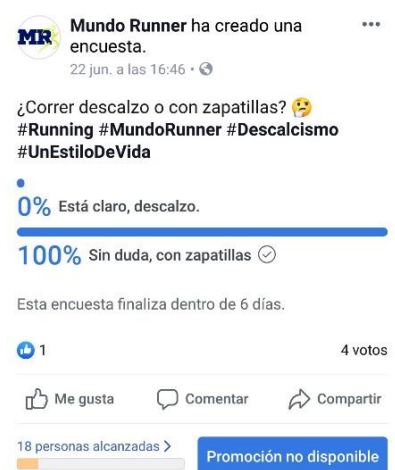 MR
Mundo Runner ha creado una
encuesta.
22 jun. a las 16:46 ·
¿Correr descalzo o con zapatillas? 🤔
#Running #MundoRunner #Descalcismo
#UnEstiloDeVida
0% Está claro, descalzo.
100% Sin duda, con zapatillas
Esta encuesta finaliza dentro de 6 días.
1 4 votos
Me gusta Comentar Compartir
18 personas alcanzadas >
Promoción no disponible